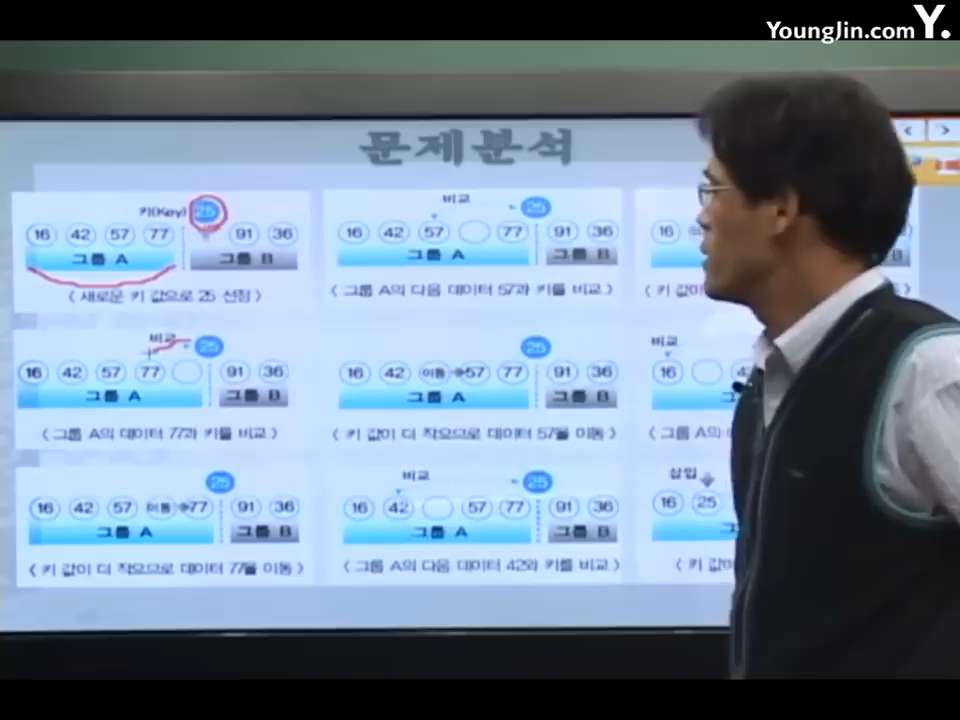 YoungJin.com Y.
문제분석
키(Key) 25
16 42 57 77 91 36
그룹 A 그룹 B
< 새로운 키 값으로 25 선정 >
비교 25
16 42 57 77 91 36
그룹 A 그룹 B
< 그룹 A의 다음 데이터 57과 키를 비교 >
16
< 키 값이
비교 25
16 42 57 77 91 36
그룹 A 그룹 B
< 그룹 A의 데이터 77과 키를 비교 >
25
16 42 이동 57 77 91 36
그룹 A 그룹 B
< 키 값이 더 작으므로 데이터 57을 이동 >
비교
16
< 그룹 A의
25
16 42 57 이동 77 91 36
그룹 A 그룹 B
< 키 값이 더 작으므로 데이터 77을 이동 >
비교 25
16 42 57 77 91 36
그룹 A 그룹 B
< 그룹 A의 다음 데이터 42와 키를 비교 >
삽입
16 25
< 키 값이